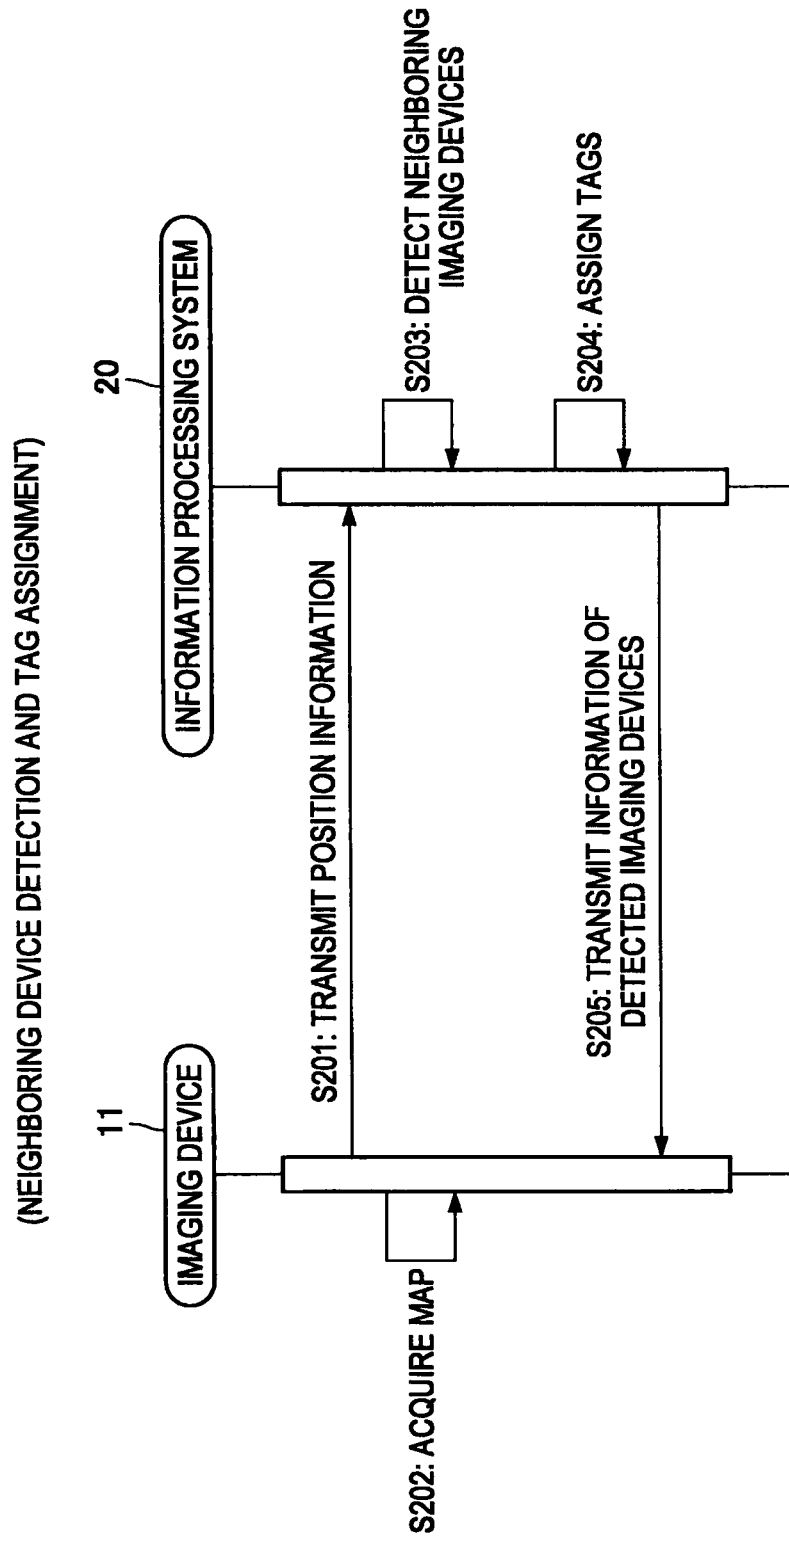 (NEIGHBORING DEVICE DETECTION AND TAG ASSIGNMENT)
11
IMAGING DEVICE
20
INFORMATION PROCESSING SYSTEM
S201: TRANSMIT POSITION INFORMATION
S202: ACQUIRE MAP
S203: DETECT NEIGHBORING
IMAGING DEVICES
S204: ASSIGN TAGS
S205: TRANSMIT INFORMATION OF
DETECTED IMAGING DEVICES